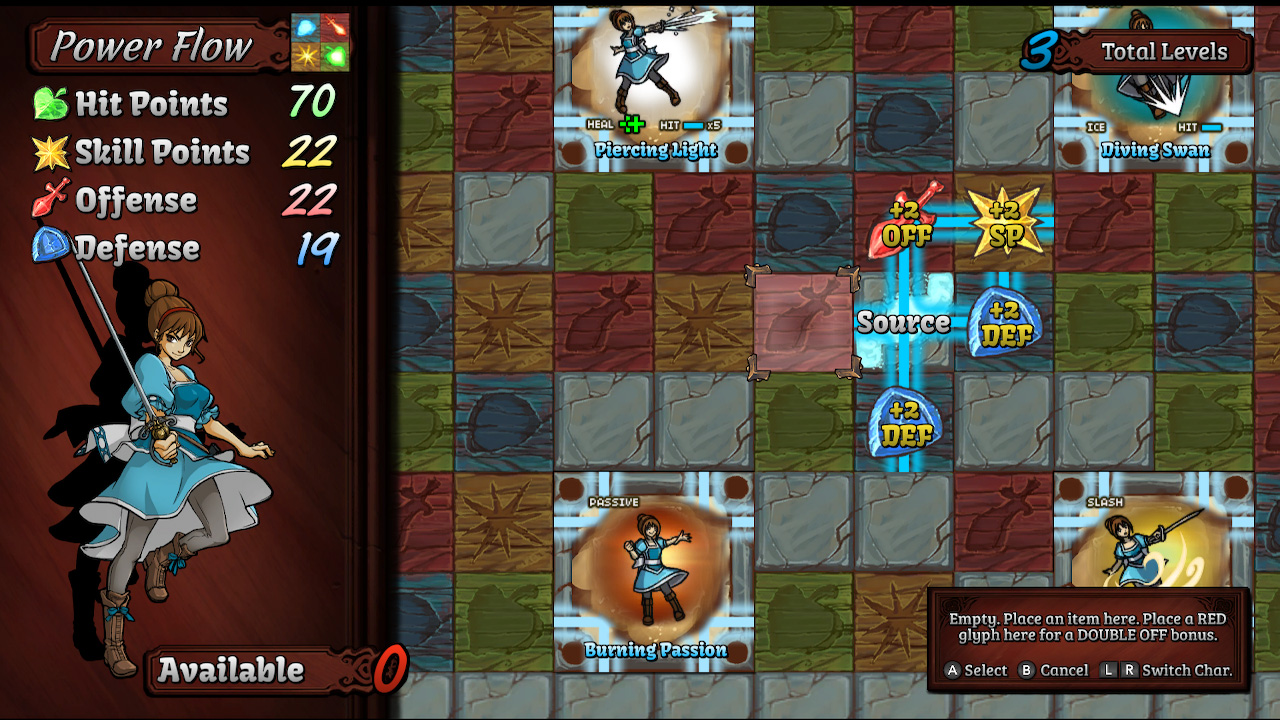 Power Flow
Hit Points 70
Skill Points 22
Offense 22
Defense 19
Available 0
3 Total Levels
HEAL HIT x5
Piercing Light
ICE HIT
Diving Swan
+2
OFF
+2
SP
Source
+2
DEF
+2
DEF
PASSIVE
Burning Passion
SLASH
Empty. Place an item here. Place a RED
glyph here for a DOUBLE OFF bonus.
A Select B Cancel L R Switch Char.